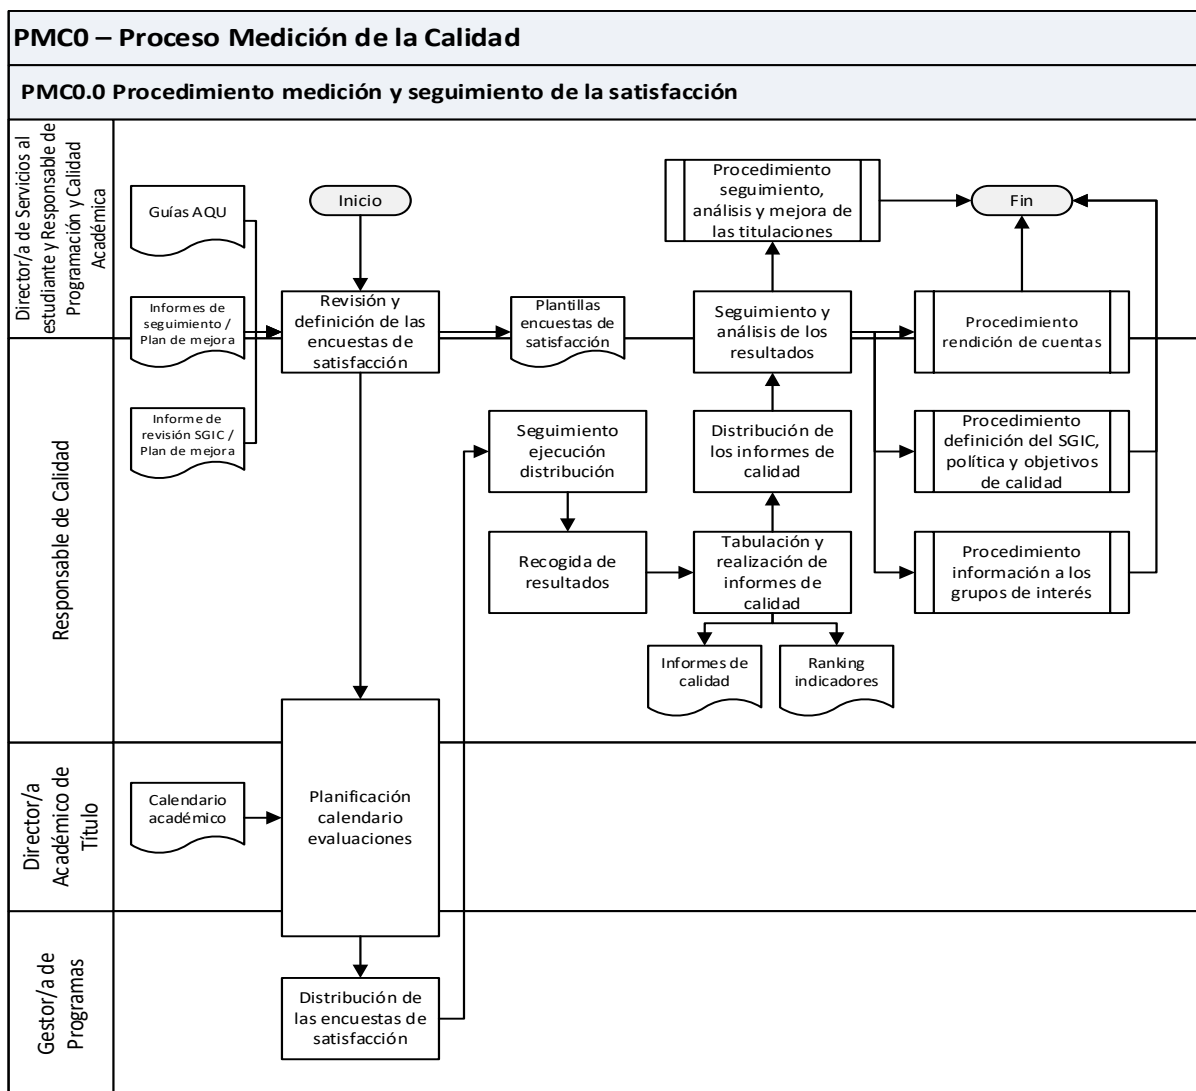 PMC0 – Proceso Medición de la Calidad
PMC0.0 Procedimiento medición y seguimiento de la satisfacción
Director/a de Servicios al
estudiante y Responsable de
Programación y Calidad
Académica
Guías AQU
Inicio
Procedimiento
seguimiento,
análisis y mejora de
las titulaciones
Fin
Informes de
seguimiento /
Plan de mejora
Revisión y
definición de las
encuestas de
satisfacción
Plantillas
encuestas de
satisfacción
Seguimiento y
análisis de los
resultados
Procedimiento
rendición de cuentas
Responsable de Calidad
Informe de
revisión SGIC /
Plan de mejora
Seguimiento
ejecución
distribución
Distribución de
los informes de
calidad
Procedimiento
definición del SGIC,
política y objetivos
de calidad
Recogida de
resultados
Tabulación y
realización de
informes de
calidad
Procedimiento
información a los
grupos de interés
Informes de
calidad
Ranking
indicadores
Director/a
Académico de
Título
Calendario
académico
Planificación
calendario
evaluaciones
Gestor/a de
Programas
Distribución de
las encuestas de
satisfacción